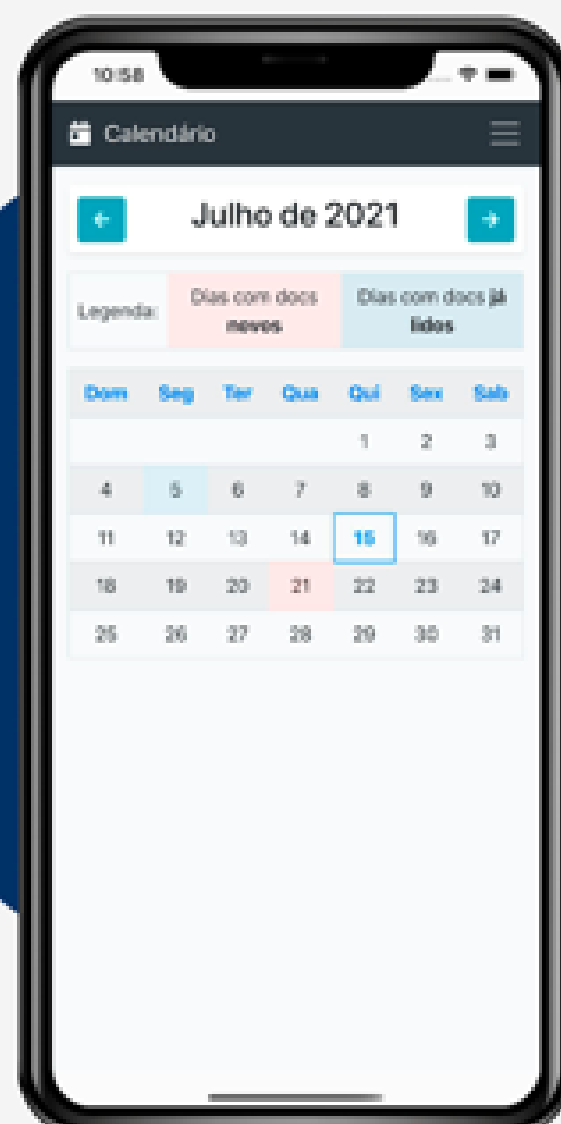 10:58
Calendário
Julho de 2021
Legenda: Dias com docs novos Dias com docs já lidos
Dom Seg Ter Qua Qui Sex Sab
1 2 3
4 5 6 7 8 9 10
11 12 13 14 15 16 17
18 19 20 21 22 23 24
25 26 27 28 29 30 31